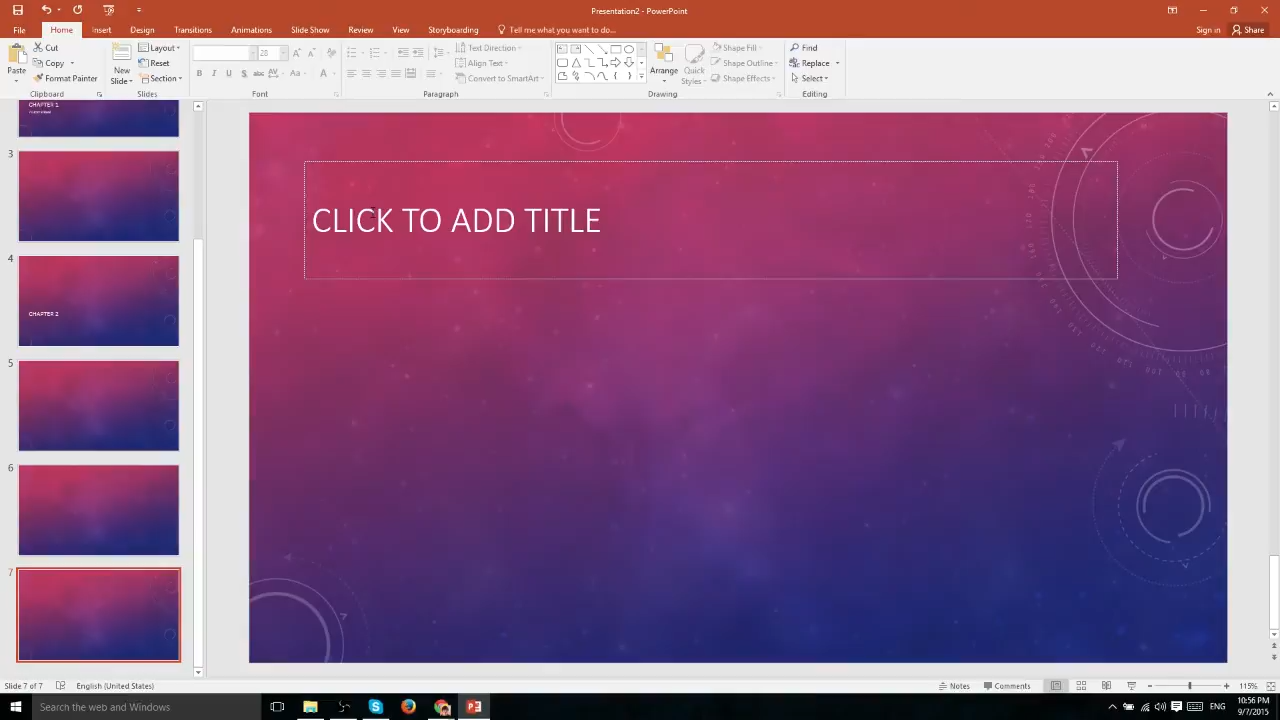 Presentation2 - PowerPoint
File Home Insert Design Transitions Animations Slide Show Review View Storyboarding Tell me what you want to do... Sign in Share
Paste Cut Copy Format Painter
Clipboard
New Slide Layout Reset Section
Slides
28
Font
Text Direction
Align Text
Convert to SmartArt
Paragraph
Arrange Quick Styles Shape Fill Shape Outline Shape Effects
Drawing
Find
Replace
Select
Editing
CHAPTER 1
3
4
CHAPTER 2
5
6
7
CLICK TO ADD TITLE
Slide 7 of 7 English (United States) Notes Comments 115%
Search the web and Windows ENG 10:56 PM
9/7/2015